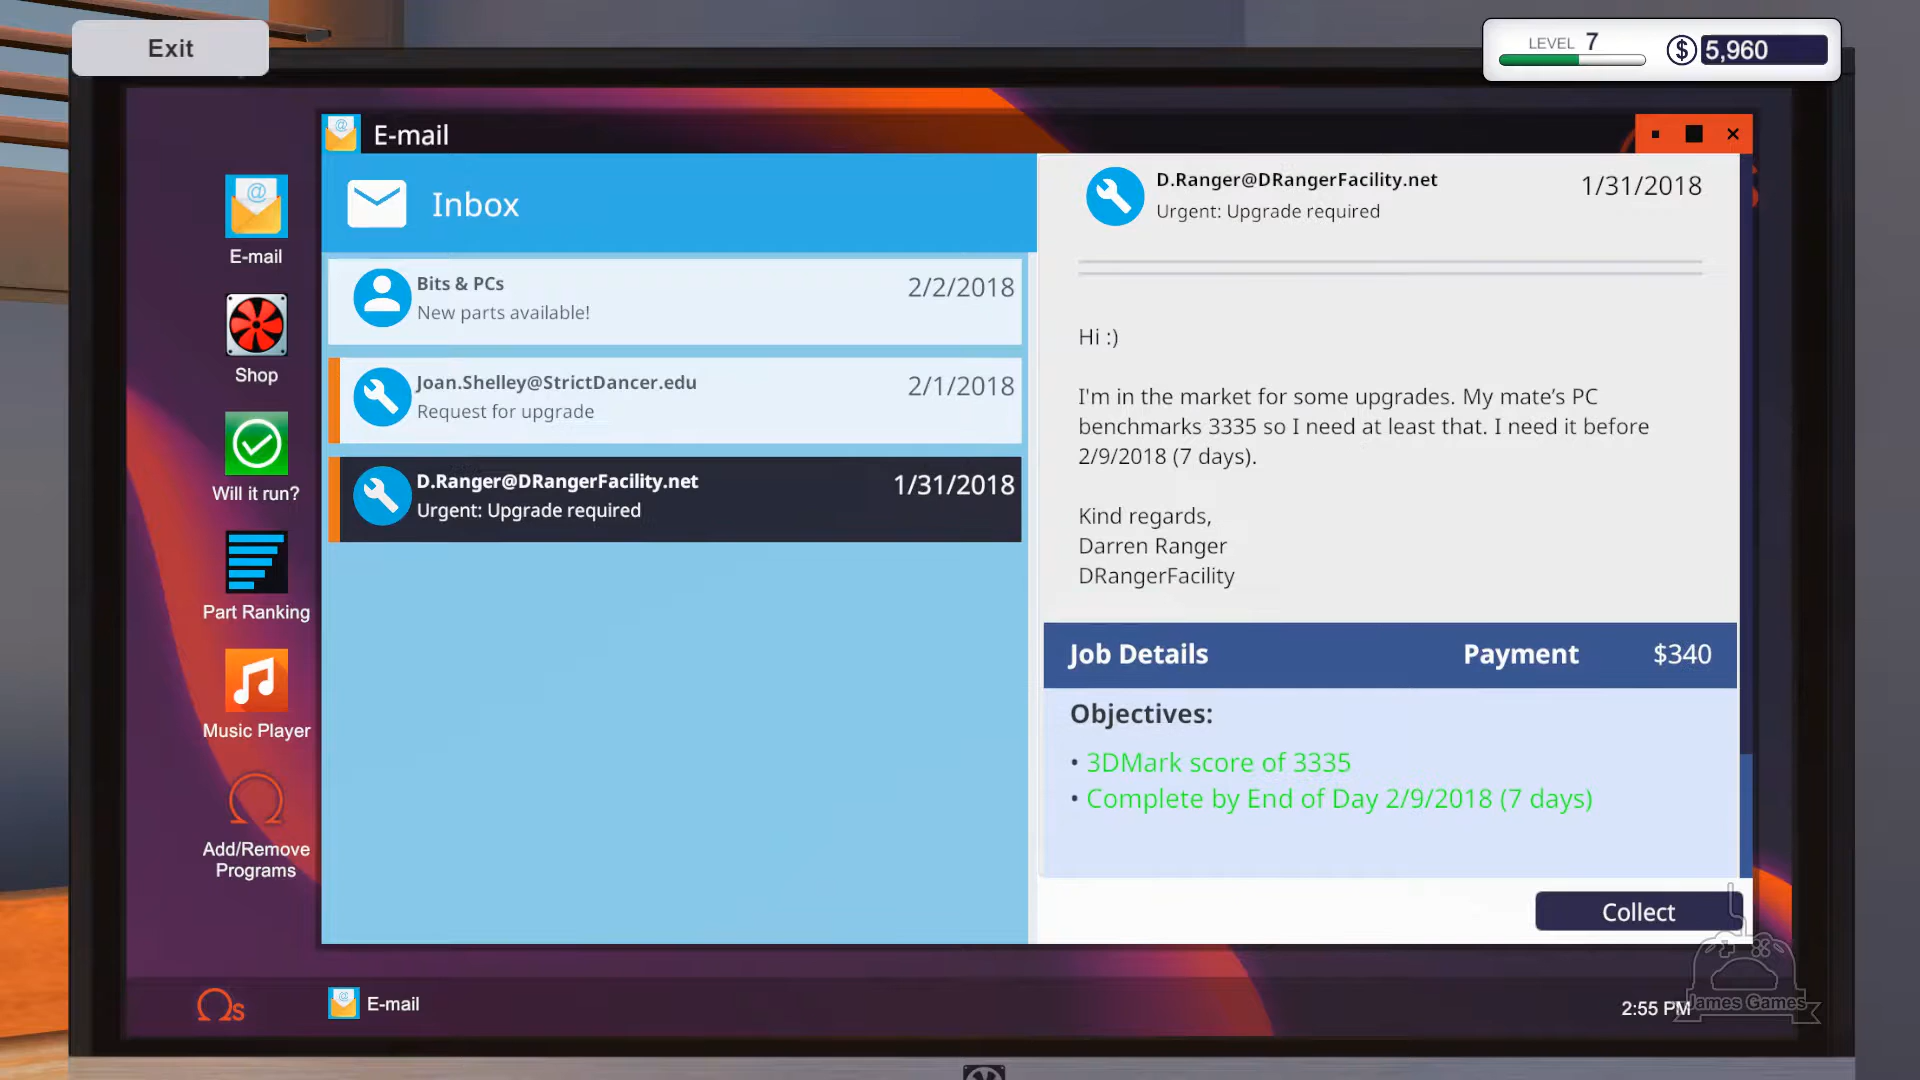 Exit
LEVEL 7
$ 5,960
E-mail
Inbox
Bits & PCs
2/2/2018
New parts available!
Joan.Shelley@StrictDancer.edu
2/1/2018
Request for upgrade
D.Ranger@DRangerFacility.net
1/31/2018
Urgent: Upgrade required
E-mail
Shop
Will it run?
Part Ranking
Music Player
Add/Remove
Programs
D.Ranger@DRangerFacility.net
1/31/2018
Urgent: Upgrade required
Hi :)
I'm in the market for some upgrades. My mate’s PC
benchmarks 3335 so I need at least that. I need it before
2/9/2018 (7 days).
Kind regards,
Darren Ranger
DRangerFacility
Job Details Payment $340
Objectives:
• 3DMark score of 3335
• Complete by End of Day 2/9/2018 (7 days)
Collect
Ωs
E-mail
2:55 PM
James Games